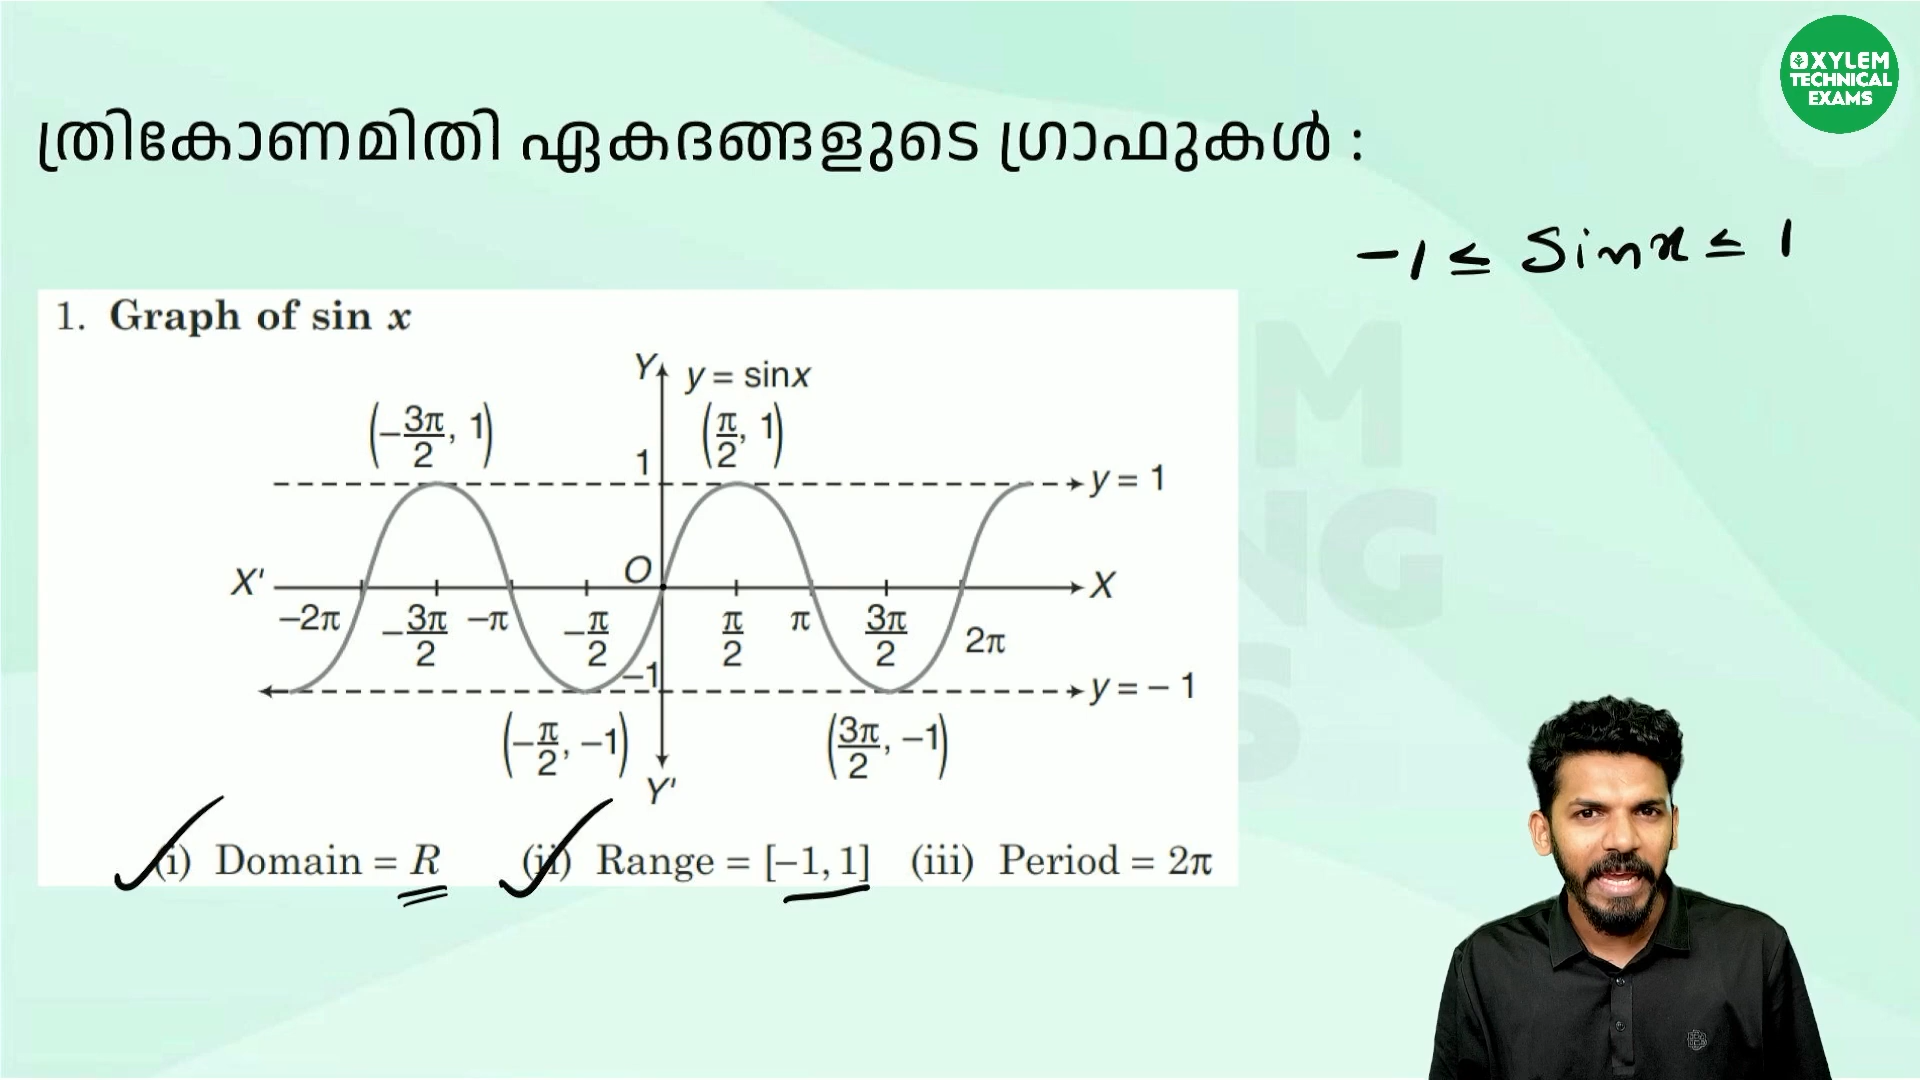 XYLEM
TECHNICAL
EXAMS
ത്രികോണമിതി ഏകദങ്ങളുടെ ഗ്രാഫുകൾ :
-1 ≤ Sinx ≤ 1
1. Graph of sin x
Y y = sinx
(-3π/2, 1) (π/2, 1)
1
y = 1
O
X' X
-2π -3π/2 -π -π/2 π/2 π 3π/2 2π
-1
y = - 1
(-π/2, -1) (3π/2, -1)
Y'
(i) Domain = R (ii) Range = [-1, 1] (iii) Period = 2π